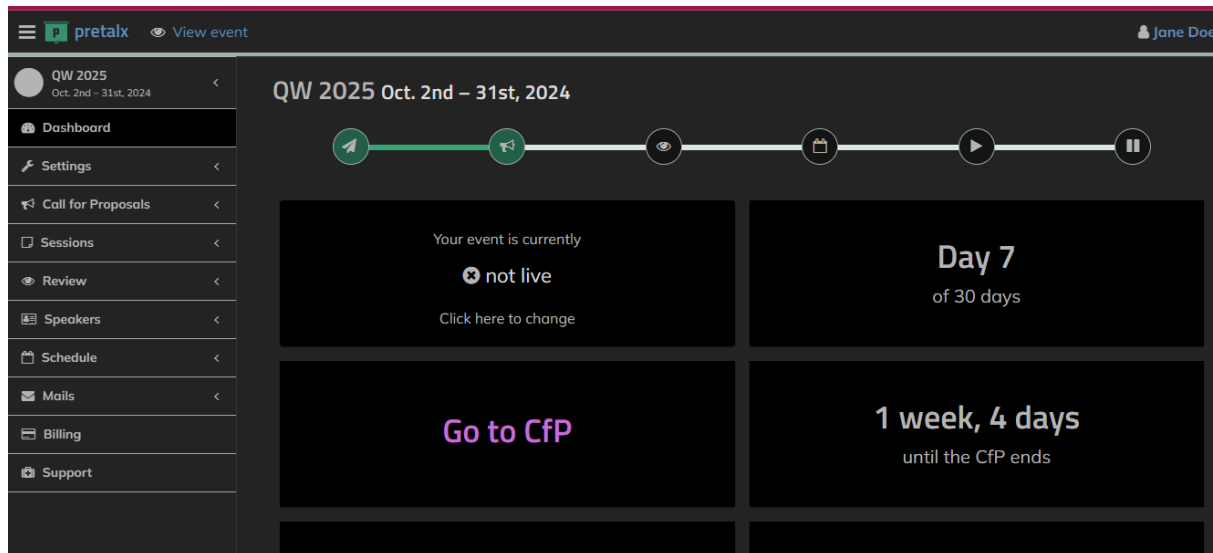 pretalx View event Jane Doe
QW 2025
Oct. 2nd – 31st, 2024
Dashboard
Settings
Call for Proposals
Sessions
Review
Speakers
Schedule
Mails
Billing
Support
QW 2025 Oct. 2nd – 31st, 2024
Your event is currently
not live
Click here to change
Day 7
of 30 days
Go to CfP
1 week, 4 days
until the CfP ends